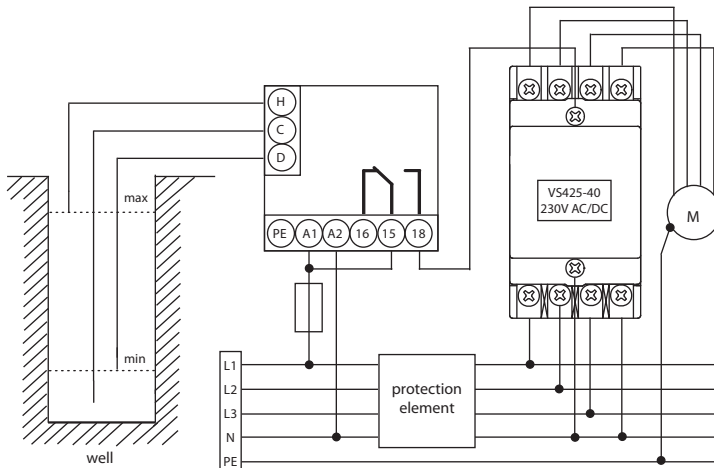 H
C
D
max
min
well
PE A1 A2 16 15 18
VS425-40
230V AC/DC
M
L1
L2
L3
N
PE
protection
element